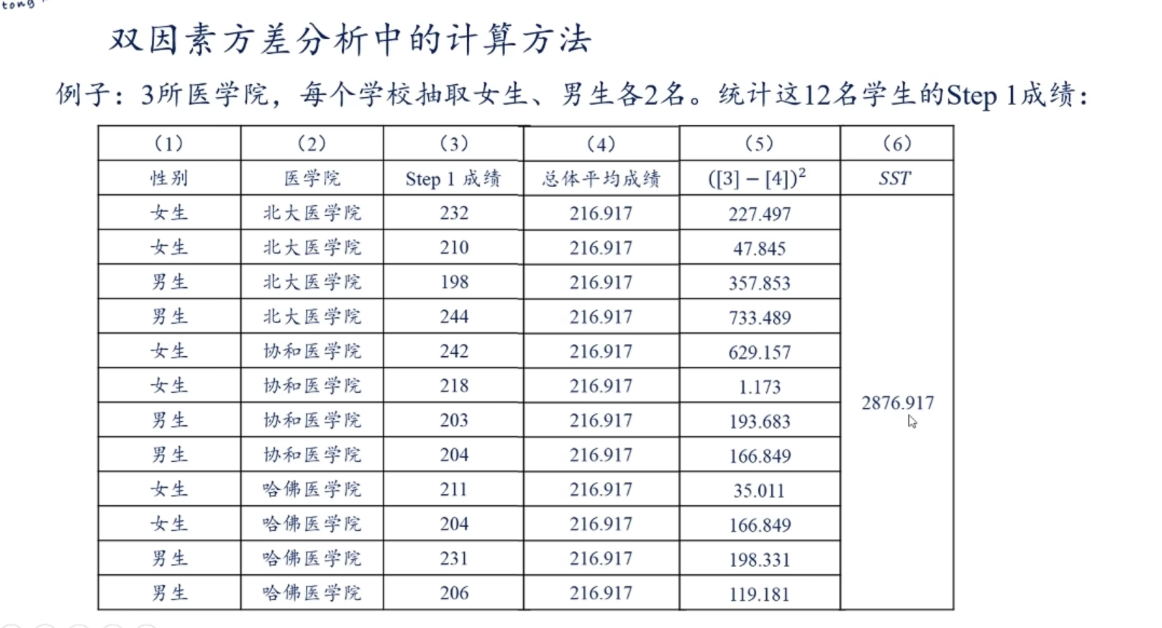 tong
双因素方差分析中的计算方法
例子：3所医学院，每个学校抽取女生、男生各2名。统计这12名学生的Step 1成绩：
（1） （2） （3） （4） （5） （6）
性别 医学院 Step 1 成绩 总体平均成绩 ([3] − [4])² SST
女生 北大医学院 232 216.917 227.497
女生 北大医学院 210 216.917 47.845
男生 北大医学院 198 216.917 357.853
男生 北大医学院 244 216.917 733.489
女生 协和医学院 242 216.917 629.157
女生 协和医学院 218 216.917 1.173
男生 协和医学院 203 216.917 193.683
2876.917
男生 协和医学院 204 216.917 166.849
女生 哈佛医学院 211 216.917 35.011
女生 哈佛医学院 204 216.917 166.849
男生 哈佛医学院 231 216.917 198.331
男生 哈佛医学院 206 216.917 119.181